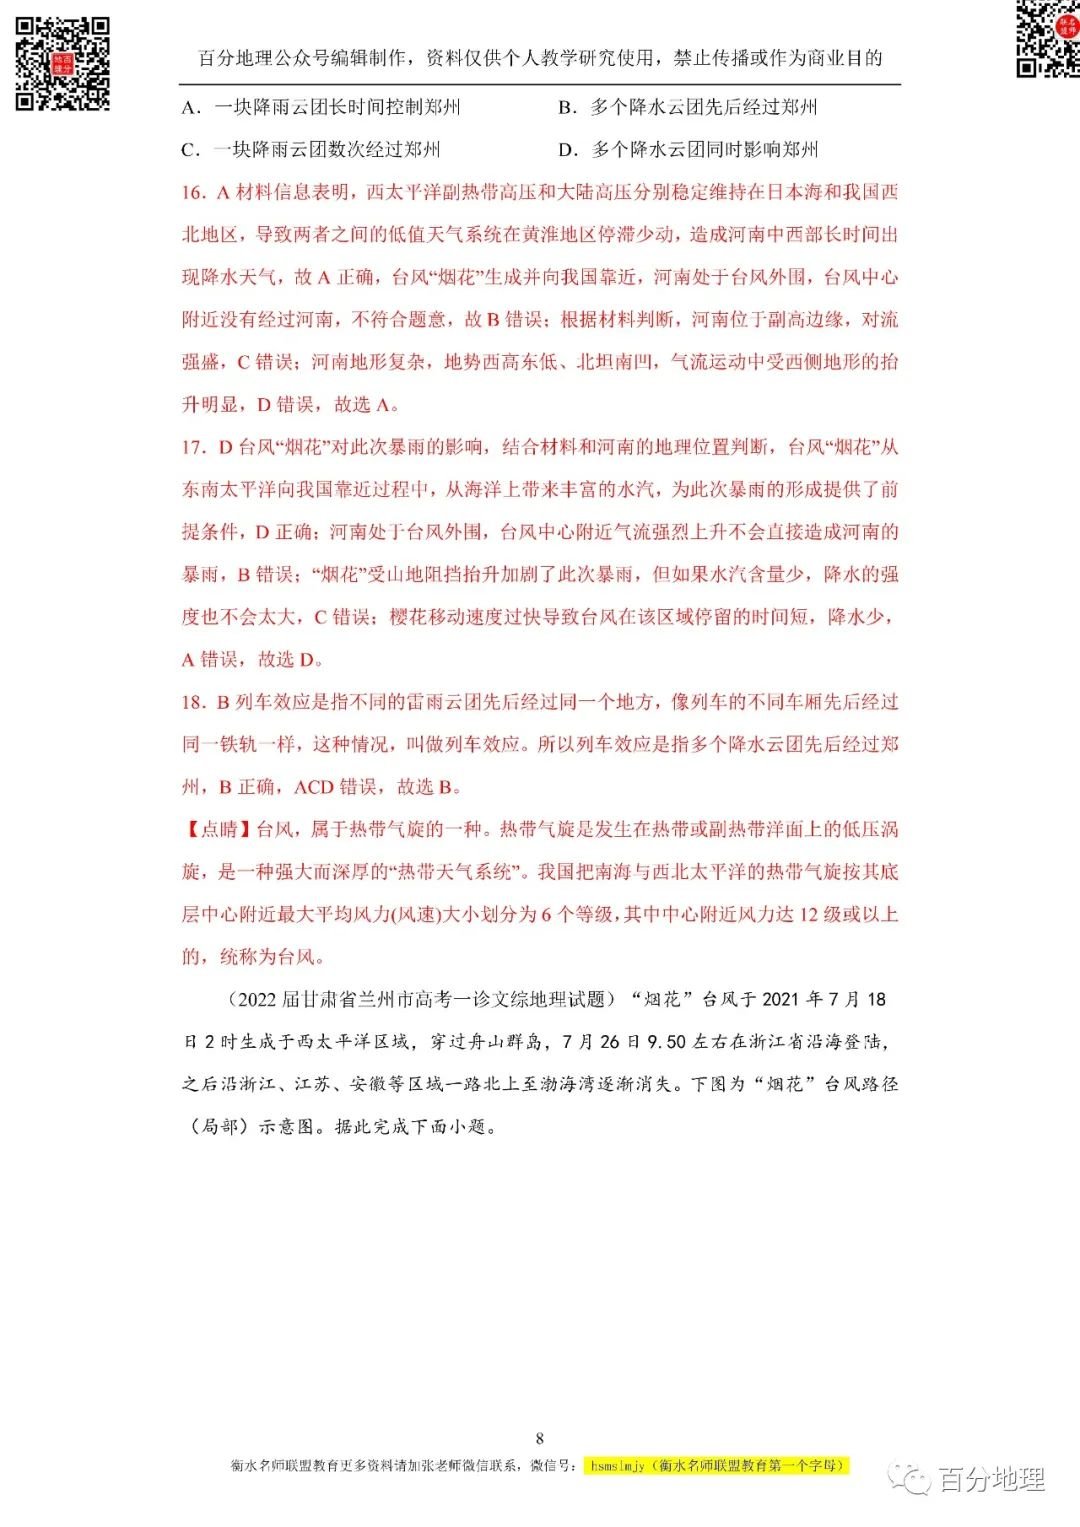 百分地理公众号编辑制作，资料仅供个人教学研究使用，禁止传播或作为商业目的
A．一块降雨云团长时间控制郑州 B．多个降水云团先后经过郑州
C．一块降雨云团数次经过郑州 D．多个降水云团同时影响郑州
16．A 材料信息表明，西太平洋副热带高压和大陆高压分别稳定维持在日本海和我国西
北地区，导致两者之间的低值天气系统在黄淮地区停滞少动，造成河南中西部长时间出
现降水天气，故 A 正确，台风“烟花”生成并向我国靠近，河南处于台风外围，台风中心
附近没有经过河南，不符合题意，故 B 错误；根据材料判断，河南位于副高边缘，对流
强盛，C 错误；河南地形复杂，地势西高东低、北坦南凹，气流运动中受西侧地形的抬
升明显，D 错误，故选 A。
17．D 台风“烟花”对此次暴雨的影响，结合材料和河南的地理位置判断，台风“烟花”从
东南太平洋向我国靠近过程中，从海洋上带来丰富的水汽，为此次暴雨的形成提供了前
提条件，D 正确；河南处于台风外围，台风中心附近气流强烈上升不会直接造成河南的
暴雨，B 错误；“烟花”受山地阻挡抬升加剧了此次暴雨，但如果水汽含量少，降水的强
度也不会太大，C 错误；樱花移动速度过快导致台风在该区域停留的时间短，降水少，
A 错误，故选 D。
18．B 列车效应是指不同的雷雨云团先后经过同一个地方，像列车的不同车厢先后经过
同一铁轨一样，这种情况，叫做列车效应。所以列车效应是指多个降水云团先后经过郑
州，B 正确，ACD 错误，故选 B。
【点睛】台风，属于热带气旋的一种。热带气旋是发生在热带或副热带洋面上的低压涡
旋，是一种强大而深厚的“热带天气系统”。我国把南海与西北太平洋的热带气旋按其底
层中心附近最大平均风力(风速)大小划分为 6 个等级，其中中心附近风力达 12 级或以上
的，统称为台风。
（2022 届甘肃省兰州市高考一诊文综地理试题）“烟花”台风于 2021 年 7 月 18
日 2 时生成于西太平洋区域，穿过舟山群岛，7 月 26 日 9.50 左右在浙江省沿海登陆，
之后沿浙江、江苏、安徽等区域一路北上至渤海湾逐渐消失。下图为“烟花”台风路径
（局部）示意图。据此完成下面小题。
8
衡水名师联盟教育更多资料请加张老师微信联系，微信号： hsmslmjy（衡水名师联盟教育第一个字母）
百分地理